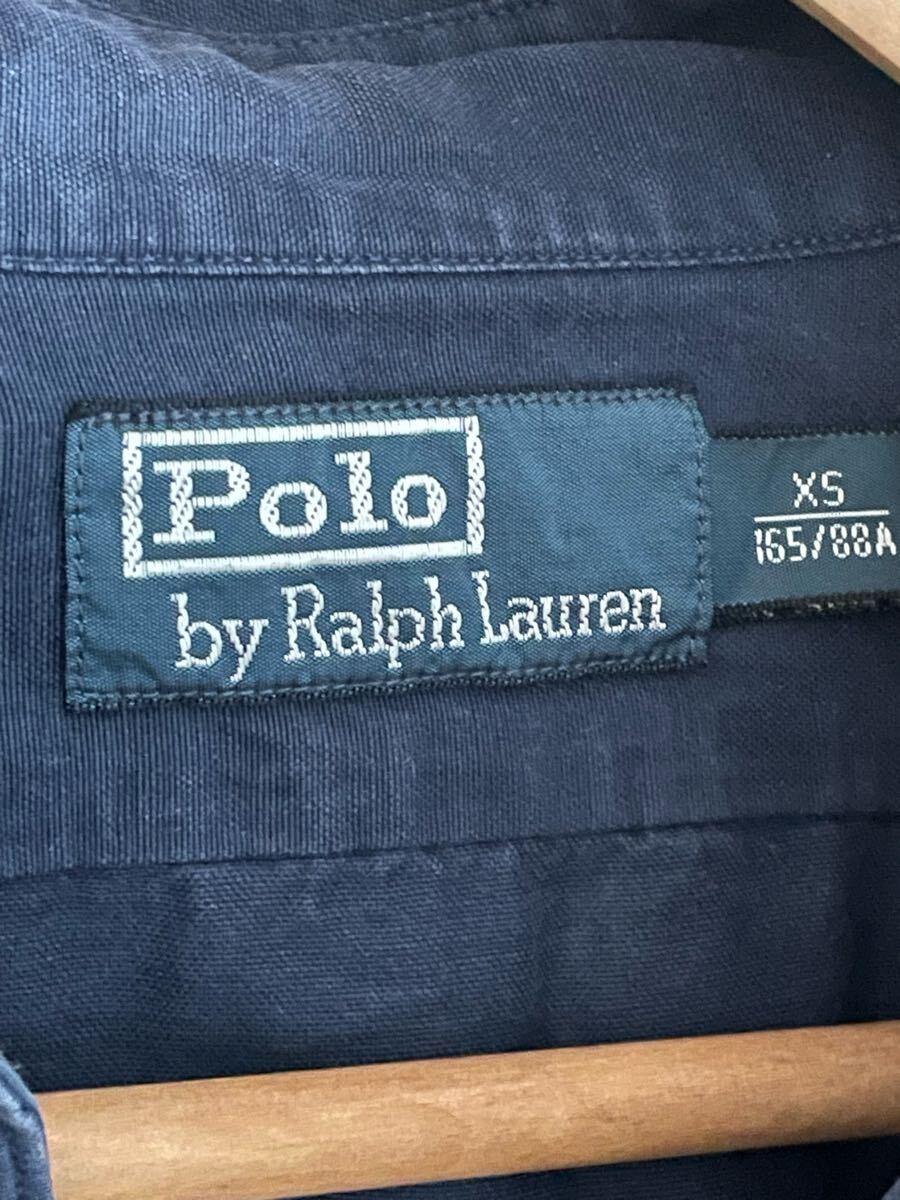 Polo
by Ralph Lauren
XS
165/88A